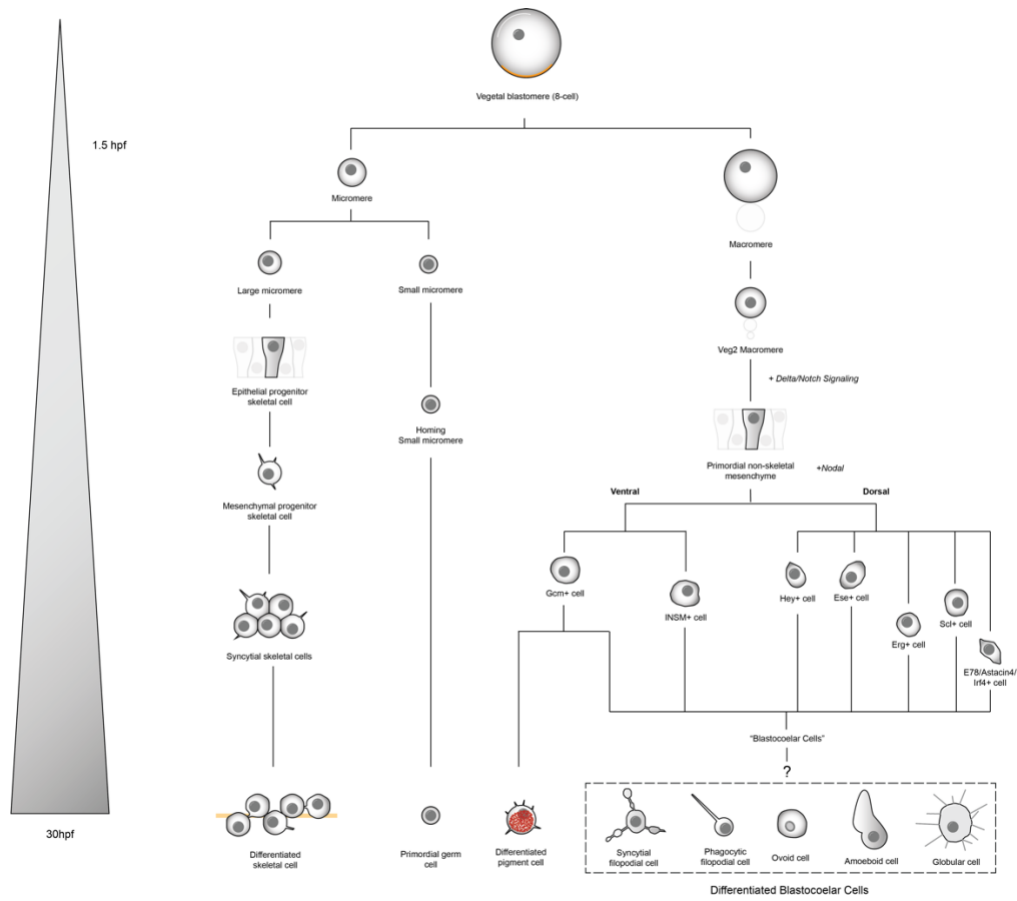 Vegetal blastomere (8-cell)
1.5 hpf
Micromere
Macromere
Large micromere
Small micromere
Veg2 Macromere
+ Delta/Notch Signaling
Epithelial progenitor
skeletal cell
Homing
Small micromere
Primordial non-skeletal
mesenchyme
+Nodal
Ventral
Dorsal
Mesenchymal progenitor
skeletal cell
Gcm+ cell
INSM+ cell
Hey+ cell
Ese+ cell
Erg+ cell
Scl+ cell
E78/Astacin4/
Irf4+ cell
Syncytial skeletal cells
"Blastocoelar Cells"
?
30hpf
Differentiated
skeletal cell
Primordial germ
cell
Differentiated
pigment cell
Syncytial
filopodial cell
Phagocytic
filopodial cell
Ovoid cell
Amoeboid cell
Globular cell
Differentiated Blastocoelar Cells